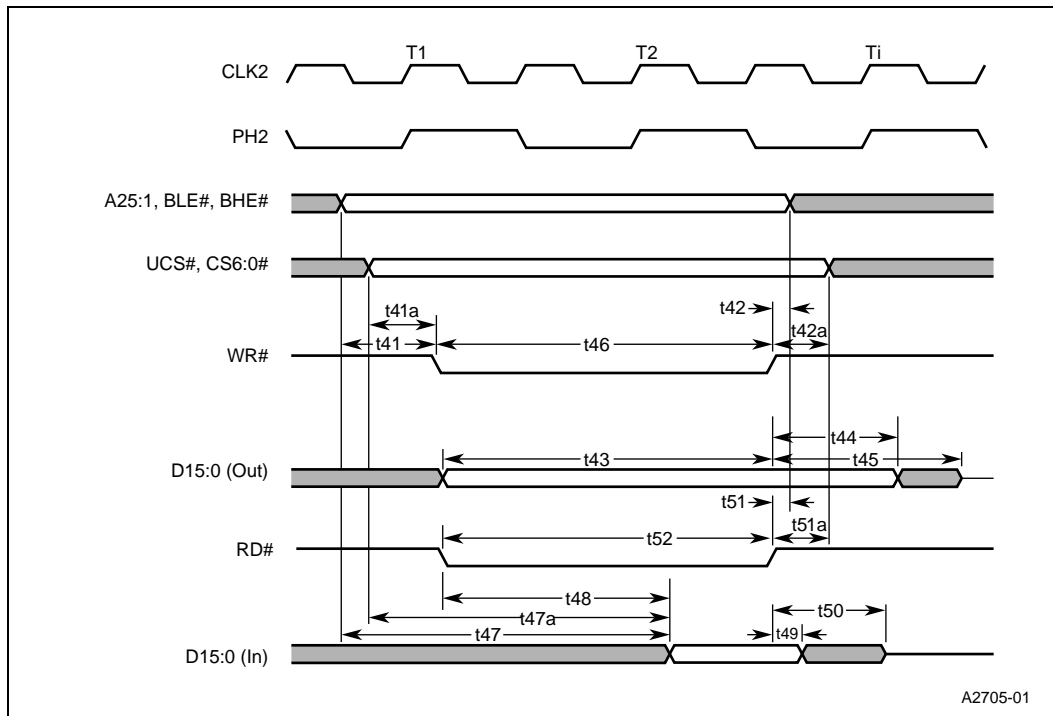 T1 T2 Ti
CLK2
PH2
A25:1, BLE#, BHE#
UCS#, CS6:0#
t41a t42 t42a
t41 t46
WR#
t44
t43 t45
D15:0 (Out)
t51 t51a
t52
RD#
t48 t50
t47a
t47 t49
D15:0 (In)
A2705-01